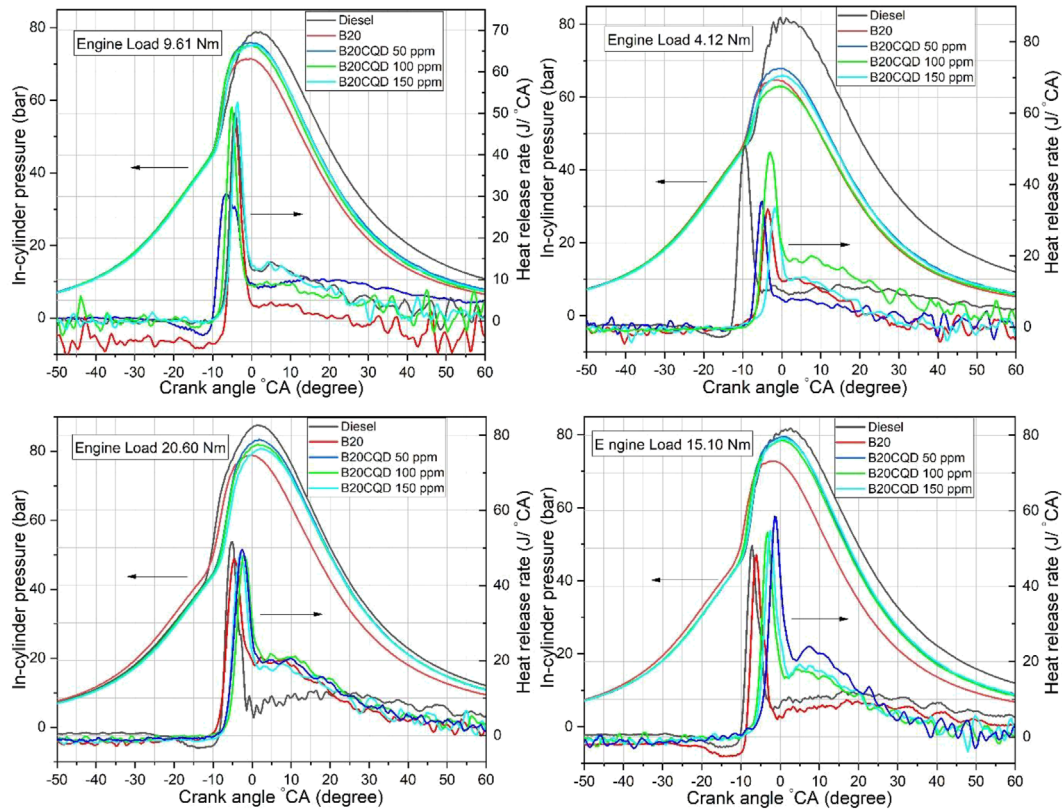 Engine Load 9.61 Nm
Diesel
B20
B20CQD 50 ppm
B20CQD 100 ppm
B20CQD 150 ppm
In-cylinder pressure (bar)
80
60
40
20
0
Heat release rate (J/ °CA)
70
60
50
40
30
20
10
0
-50 -40 -30 -20 -10 0 10 20 30 40 50 60
Crank angle °CA (degree)
Engine Load 4.12 Nm
Diesel
B20
B20CQD 50 ppm
B20CQD 100 ppm
B20CQD 150 ppm
In-cylinder pressure (bar)
80
60
40
20
0
Heat release rate (J/ °CA)
80
60
40
20
0
-50 -40 -30 -20 -10 0 10 20 30 40 50 60
Crank angle °CA (degree)
Engine Load 20.60 Nm
Diesel
B20
B20CQD 50 ppm
B20CQD 100 ppm
B20CQD 150 ppm
In-cylinder pressure (bar)
80
60
40
20
0
Heat release rate (J/ °CA)
80
60
40
20
0
-50 -40 -30 -20 -10 0 10 20 30 40 50 60
Crank angle °CA (degree)
E ngine Load 15.10 Nm
Diesel
B20
B20CQD 50 ppm
B20CQD 100 ppm
B20CQD 150 ppm
In-cylinder pressure (bar)
80
60
40
20
0
Heat release rate (J/ °CA)
80
60
40
20
0
-50 -40 -30 -20 -10 0 10 20 30 40 50 60
Crank angle °CA (degree)